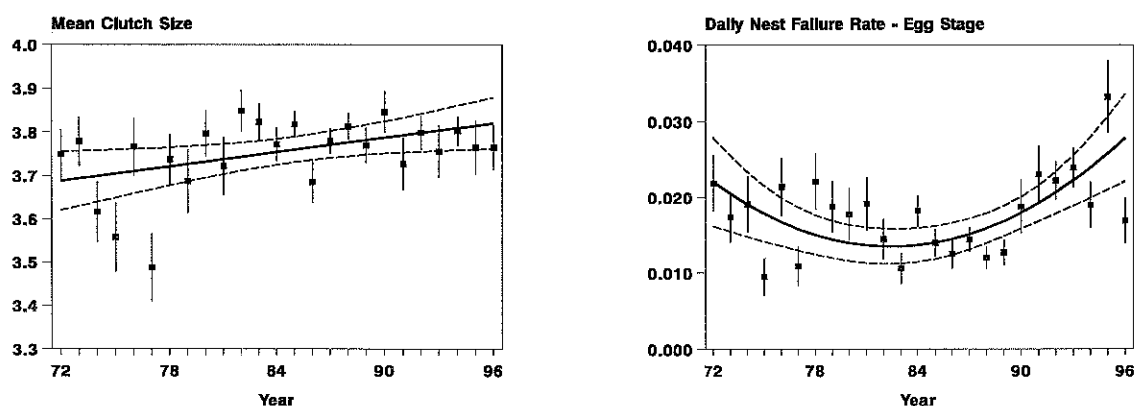 Mean Clutch Size
4.0
3.9
3.8
3.7
3.6
3.5
3.4
3.3
72 78 84 90 96
Year
Daily Nest Failure Rate - Egg Stage
0.040
0.030
0.020
0.010
0.000
72 78 84 90 96
Year